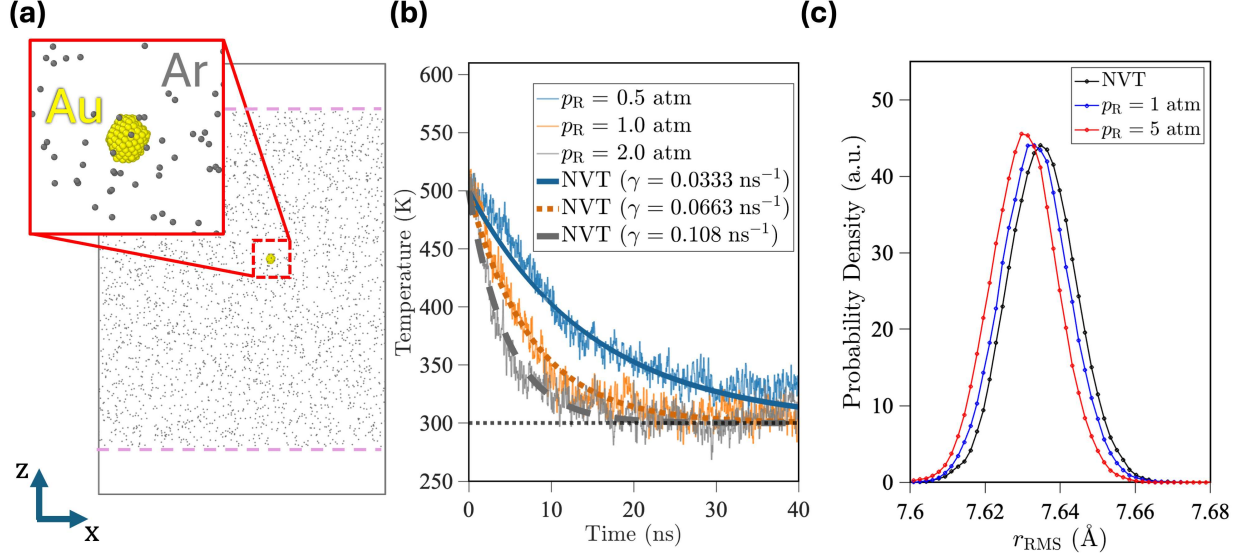 (a)
Ar
Au
z
x
(b)
600
550
500
450
400
350
300
250
Temperature (K)
p_R = 0.5 atm
p_R = 1.0 atm
p_R = 2.0 atm
NVT (γ = 0.0333 ns⁻¹)
NVT (γ = 0.0663 ns⁻¹)
NVT (γ = 0.108 ns⁻¹)
0 10 20 30 40
Time (ns)
(c)
50
40
30
20
10
0
Probability Density (a.u.)
NVT
p_R = 1 atm
p_R = 5 atm
7.6 7.62 7.64 7.66 7.68
r_RMS (Å)